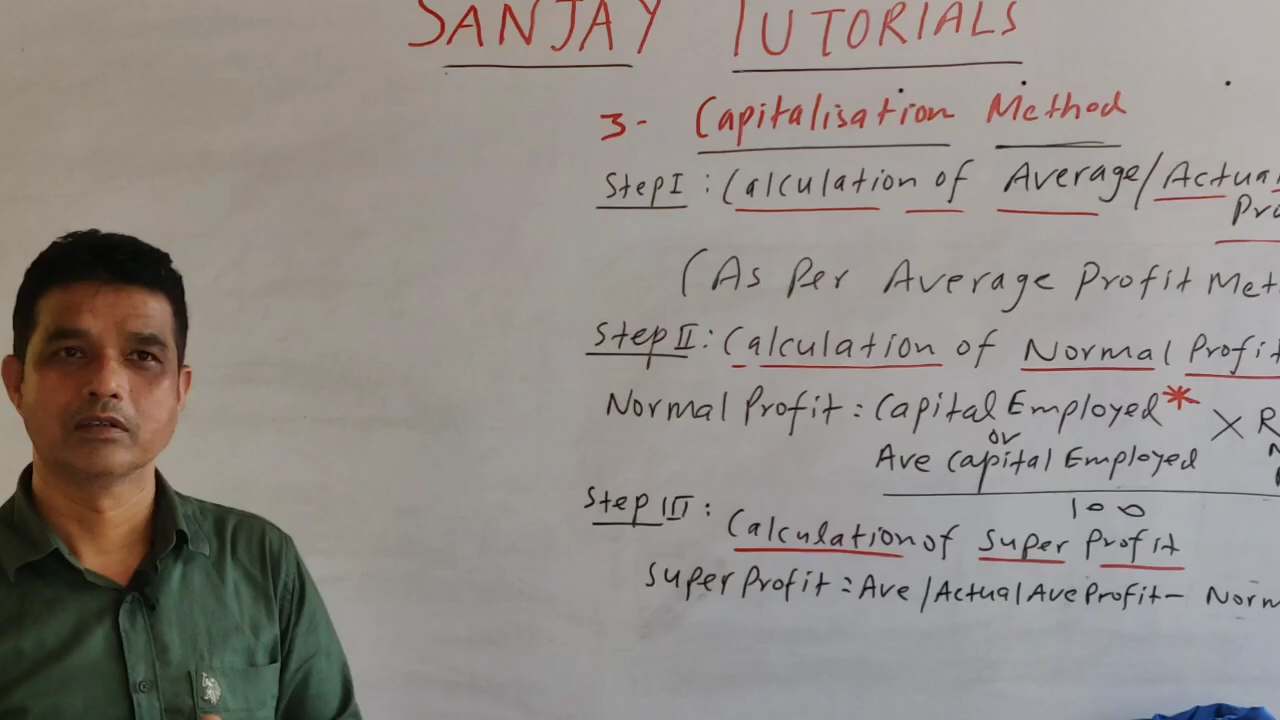 SANJAY TUTORIALS
3- Capitalisation Method
Step I : Calculation of Average/Actual
(As Per Average Profit
Step II : Calculation of Normal Profit
Normal Profit : Capital Employed* X
or
Ave Capital Employed
100
Step III :
Calculation of Super Profit
Super Profit : Ave/Actual Ave Profit -